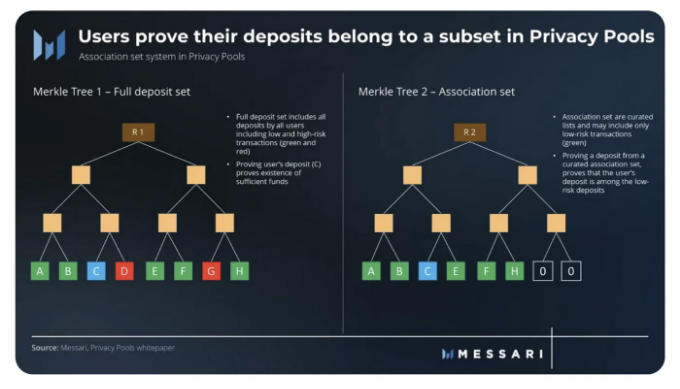 Users prove their deposits belong to a subset in Privacy Pools
Association set system in Privacy Pools
Merkle Tree 1 – Full deposit set
R 1
• Full deposit set includes all
deposits by all users
including low and high-risk
transactions (green and
red)
• Proving user's deposit (C)
proves existence of
sufficient funds
A B C D E F G H
Merkle Tree 2 – Association set
R 2
• Association set are curated
lists and may include only
low-risk transactions
(green)
• Proving a deposit from a
curated association set,
proves that the user's
deposit is among the low-
risk deposits
A B C E F H 0 0
Source: Messari, Privacy Pools whitepaper
MESSARI